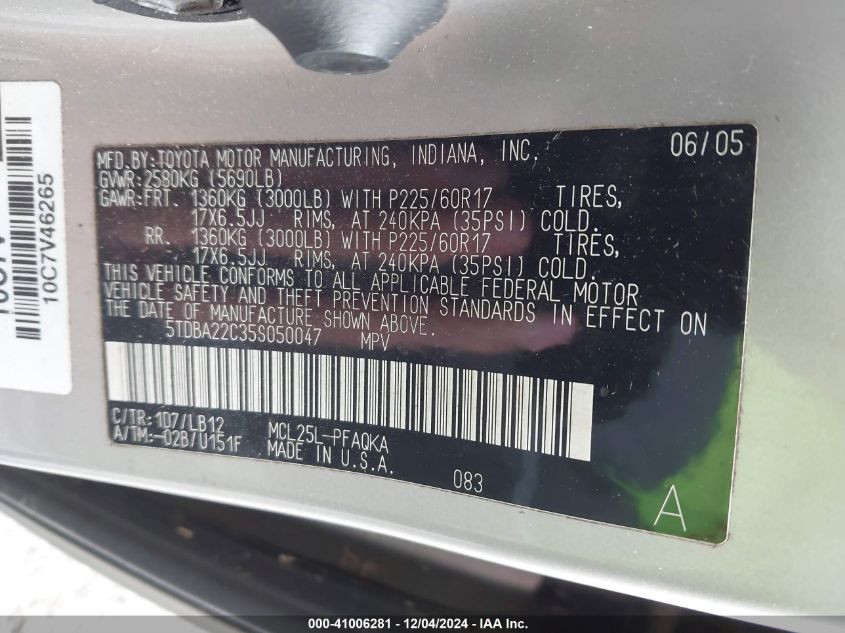 MFD.BY:TOYOTA MOTOR MANUFACTURING, INDIANA, INC. 06/05
GVWR:2580KG (5690LB)
GAWR:FRT. 1360KG (3000LB) WITH P225/60R17 TIRES,
17X6.5JJ RIMS, AT 240KPA (35PSI) COLD.
RR. 1360KG (3000LB) WITH P225/60R17 TIRES,
17X6.5JJ RIMS, AT 240KPA (35PSI) COLD.
THIS VEHICLE CONFORMS TO ALL APPLICABLE FEDERAL MOTOR
VEHICLE SAFETY AND THEFT PREVENTION STANDARDS IN EFFECT ON
THE DATE OF MANUFACTURE SHOWN ABOVE.
5TDBA22C35S050047 MPV
C/TR:1D7/LB12 MCL25L-PFAQKA
A/TM:-02B/U151F MADE IN U.S.A.
083
A
10C7V46265
000-41006281 - 12/04/2024 - IAA Inc.